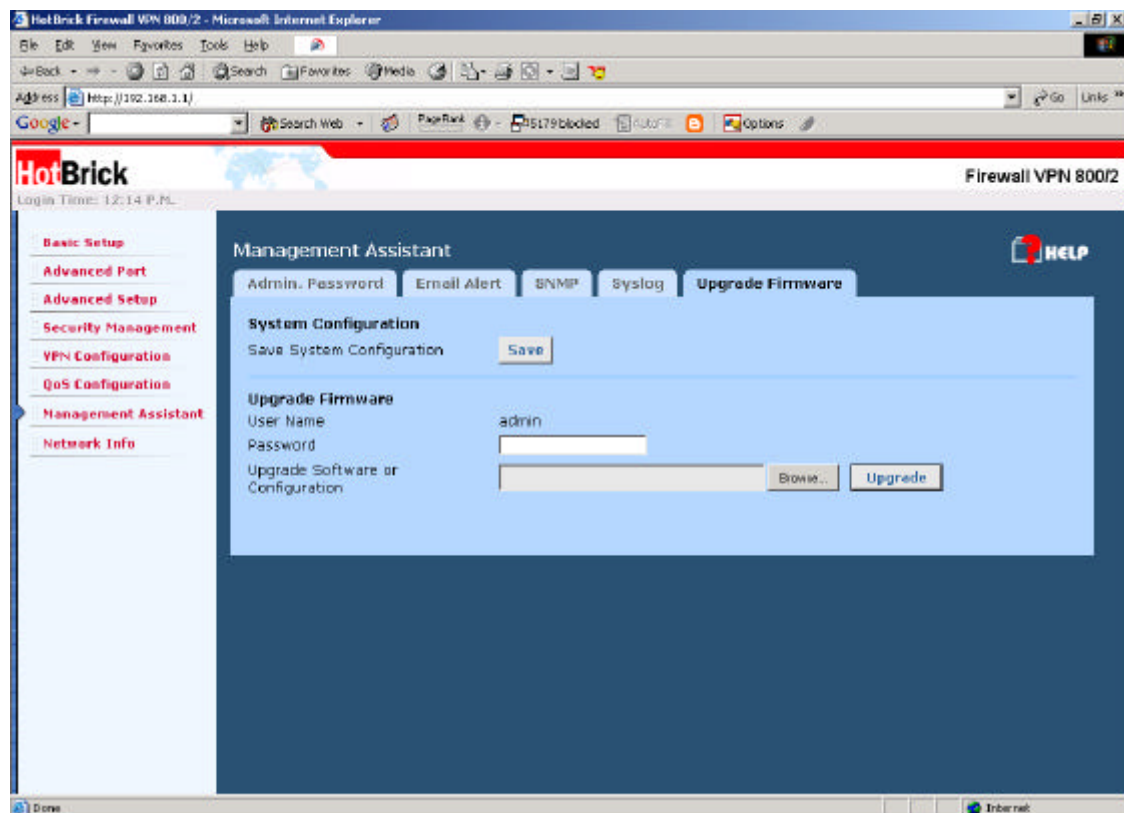 HotBrick Firewall VPN 800/2 - Microsoft Internet Explorer
File Edit View Favorites Tools Help
Back Search Favorites Media
Address http://192.168.1.1/ Go Links »
Google Search Web PageRank blocked AutoFill Options
HotBrick
Firewall VPN 800/2
Login Time: 12:14 P.M.
Basic Setup
Advanced Port
Advanced Setup
Security Management
VPN Configuration
QoS Configuration
Management Assistant
Network Info
Management Assistant
HELP
Admin. Password Email Alert SNMP Syslog Upgrade Firmware
System Configuration
Save System Configuration Save
Upgrade Firmware
User Name admin
Password
Upgrade Software or
Configuration Browse... Upgrade
Done Internet